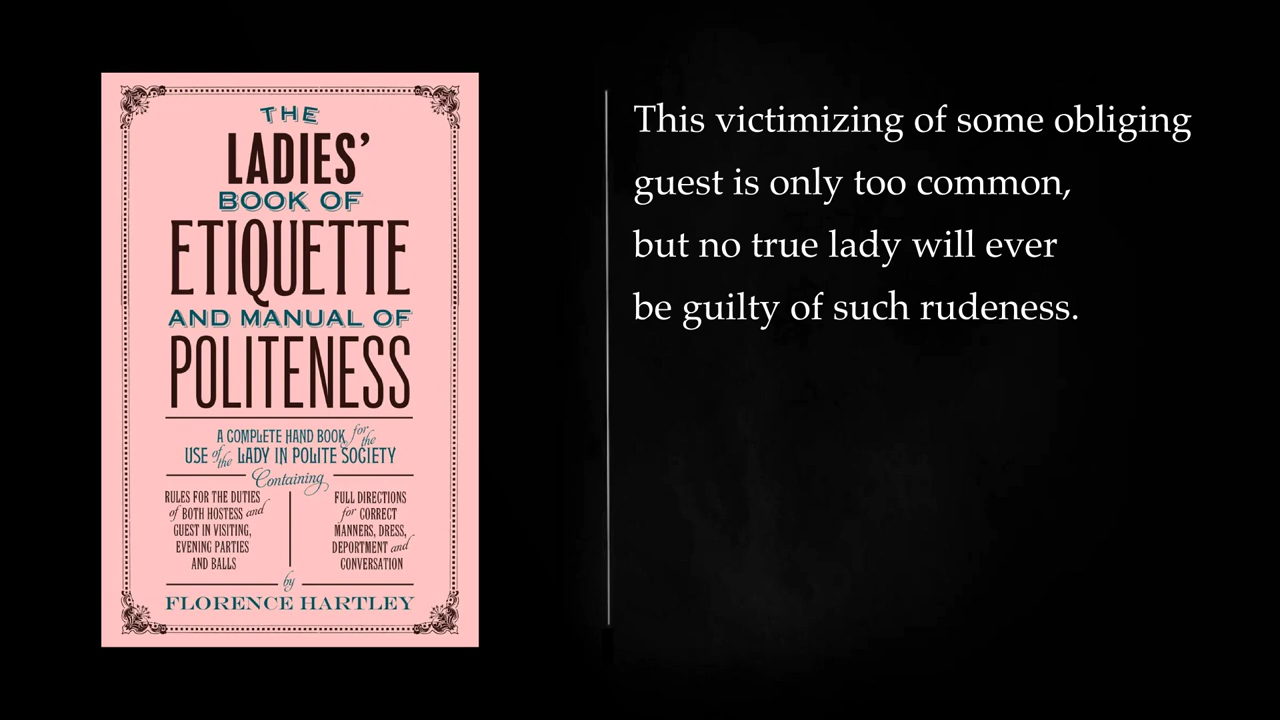 THE
LADIES'
BOOK OF
ETIQUETTE
AND MANUAL OF
POLITENESS
A COMPLETE HAND BOOK for the
USE of the LADY IN POLITE SOCIETY
Containing
RULES FOR THE DUTIES
of BOTH HOSTESS and
GUEST IN VISITING,
EVENING PARTIES
AND BALLS
FULL DIRECTIONS
for CORRECT
MANNERS, DRESS,
DEPORTMENT and
CONVERSATION
by
FLORENCE HARTLEY
This victimizing of some obliging
guest is only too common,
but no true lady will ever
be guilty of such rudeness.